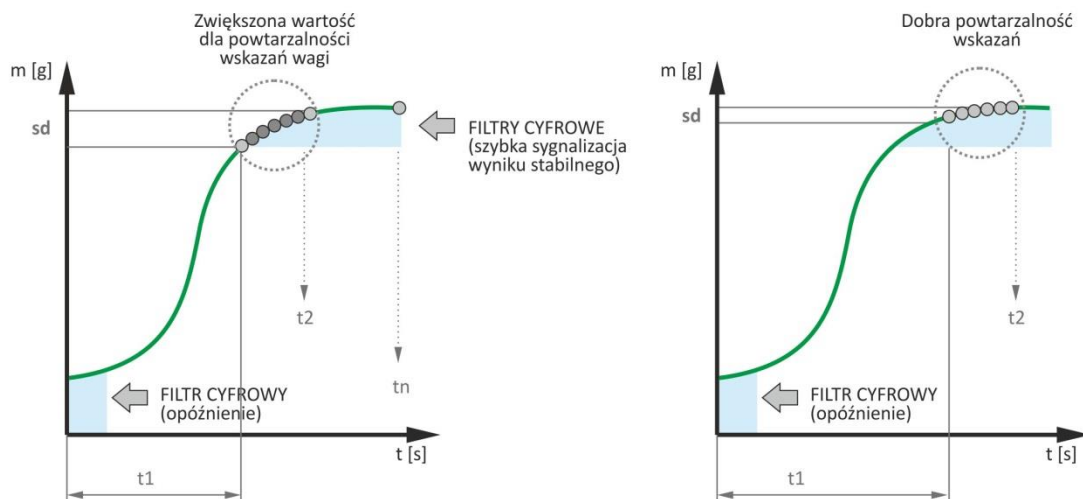 Zwiększona wartość
dla powtarzalności
wskazań wagi
m [g]
sd
FILTRY CYFROWE
(szybka sygnalizacja
wyniku stabilnego)
t2
tn
FILTR CYFROWY
(opóźnienie)
t [s]
t1
Dobra powtarzalność
wskazań
m [g]
sd
t2
FILTR CYFROWY
(opóźnienie)
t [s]
t1